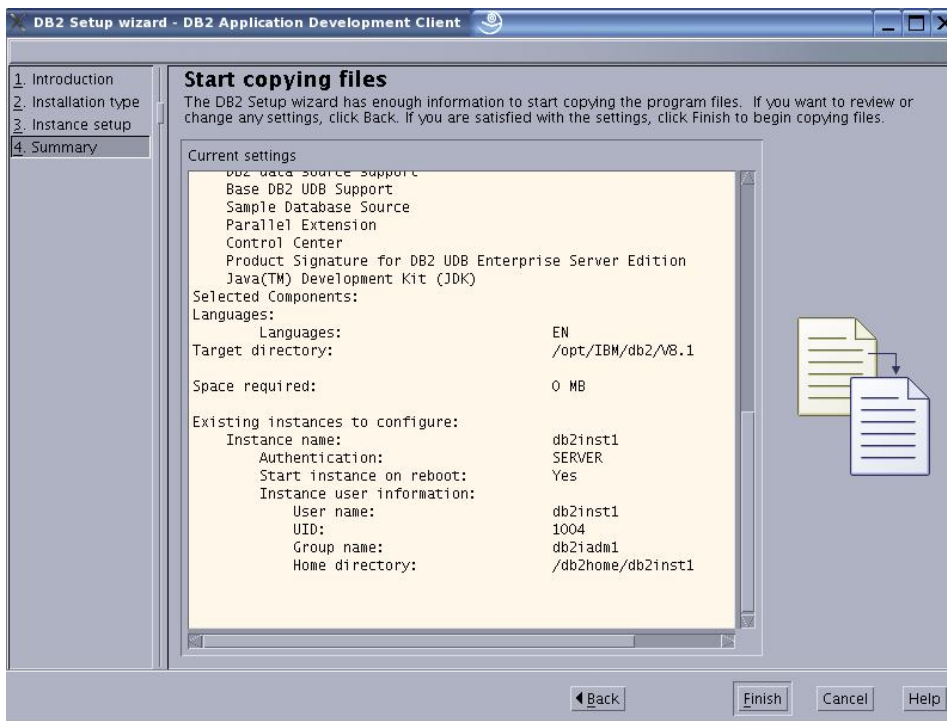 DB2 Setup wizard - DB2 Application Development Client
1. Introduction
2. Installation type
3. Instance setup
4. Summary
Start copying files
The DB2 Setup wizard has enough information to start copying the program files.  If you want to review or
change any settings, click Back. If you are satisfied with the settings, click Finish to begin copying files.
Current settings
DB2 data Source Support
Base DB2 UDB Support
Sample Database Source
Parallel Extension
Control Center
Product Signature for DB2 UDB Enterprise Server Edition
Java(TM) Development Kit (JDK)
Selected Components:
Languages:
Languages: EN
Target directory: /opt/IBM/db2/V8.1
Space required: 0 MB
Existing instances to configure:
Instance name: db2inst1
Authentication: SERVER
Start instance on reboot: Yes
Instance user information:
User name: db2inst1
UID: 1004
Group name: db2iadm1
Home directory: /db2home/db2inst1
Back
Finish
Cancel
Help